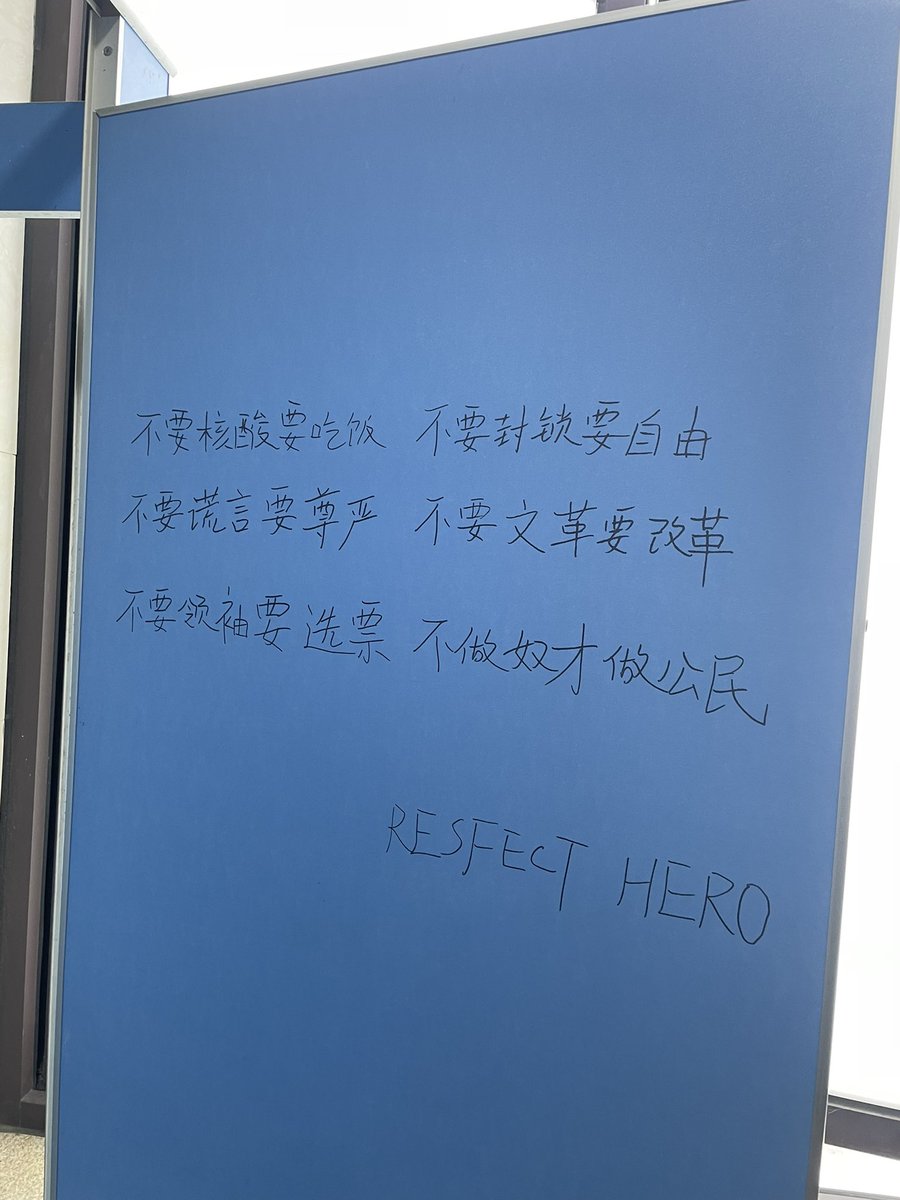 不要核酸要吃饭 不要封锁要自由
不要谎言要尊严 不要文革要改革
不要领袖要选票 不做奴才做公民
RESFECT HERO